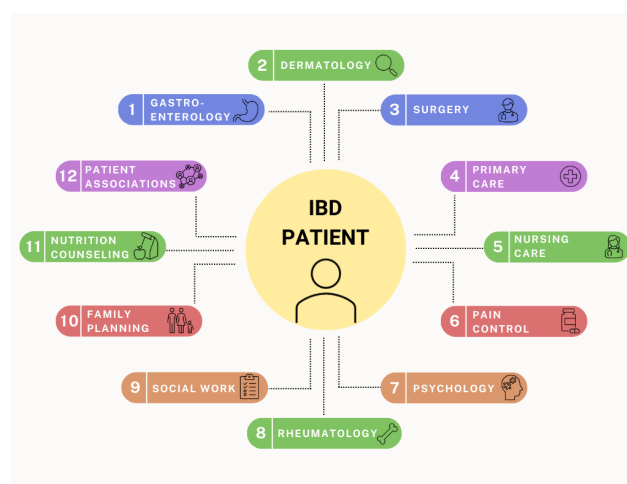 IBD
PATIENT
1 GASTRO-
ENTEROLOGY
2 DERMATOLOGY
3 SURGERY
4 PRIMARY
CARE
5 NURSING
CARE
6 PAIN
CONTROL
7 PSYCHOLOGY
8 RHEUMATOLOGY
9 SOCIAL WORK
10 FAMILY
PLANNING
11 NUTRITION
COUNSELING
12 PATIENT
ASSOCIATIONS